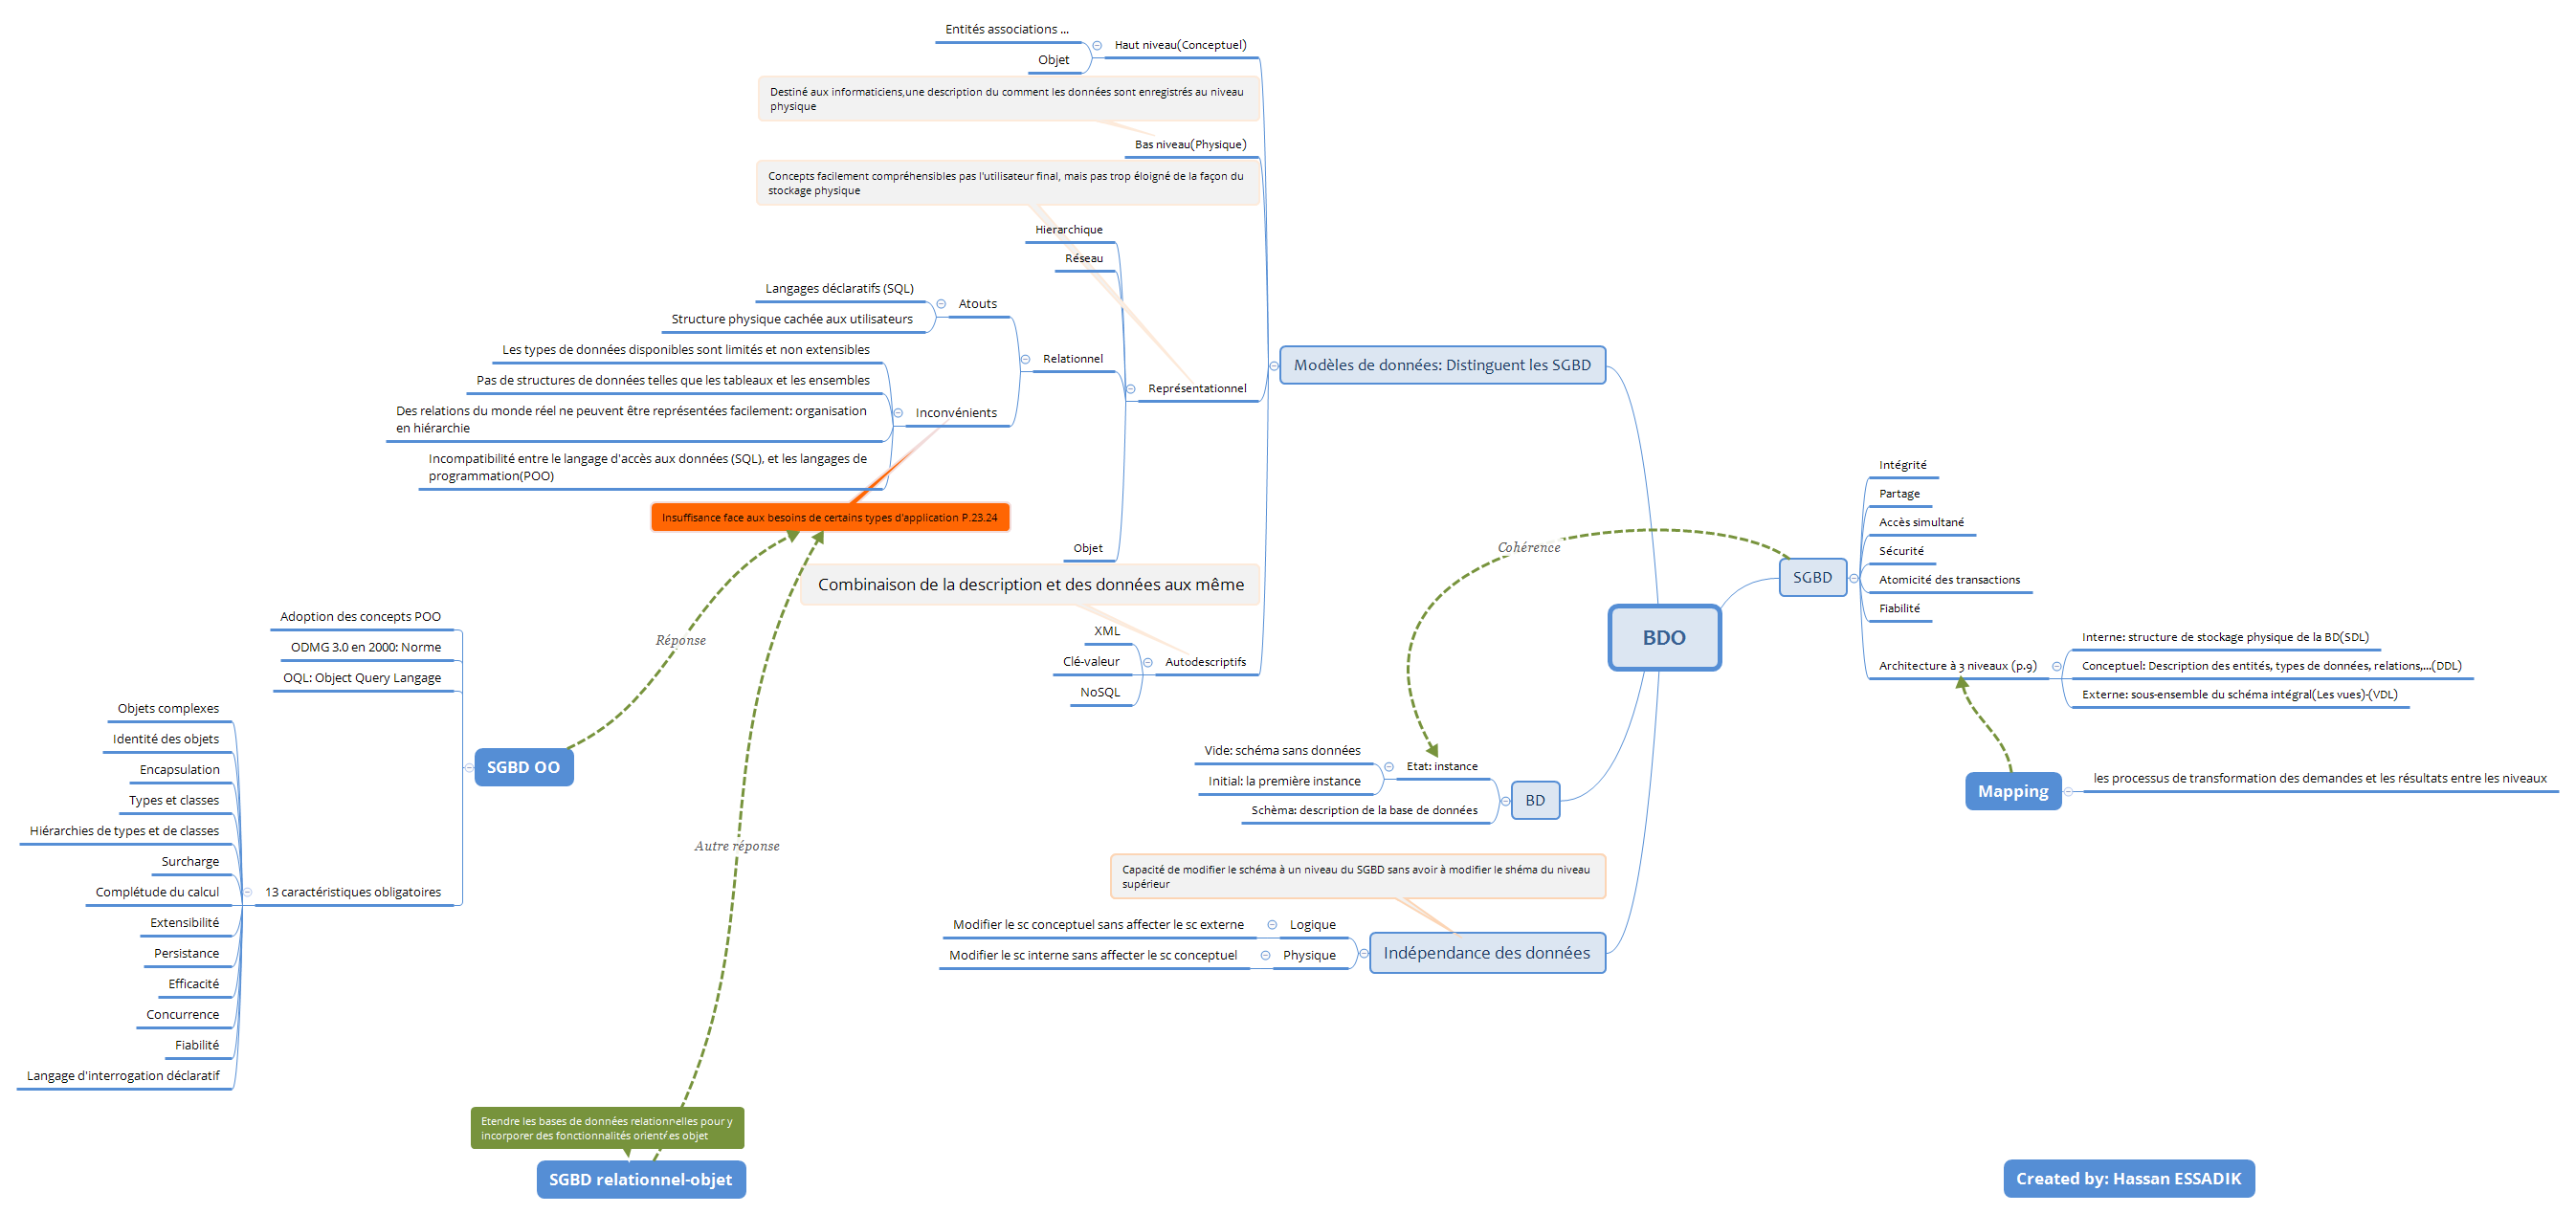 Entités associations ...
Haut niveau(Conceptuel)
Objet
Destiné aux informaticiens,une description du comment les données sont enregistrés au niveau
physique
Bas niveau(Physique)
Concepts facilement compréhensibles pas l'utilisateur final, mais pas trop éloigné de la façon du
stockage physique
Hierarchique
Réseau
Langages déclaratifs (SQL)
Atouts
Structure physique cachée aux utilisateurs
Relationnel
Les types de données disponibles sont limités et non extensibles
Pas de structures de données telles que les tableaux et les ensembles
Inconvénients
Des relations du monde réel ne peuvent être représentées facilement: organisation
en hiérarchie
Incompatibilité entre le langage d'accès aux données (SQL), et les langages de
programmation(POO)
Insuffisance face aux besoins de certains types d'application P.23.24
Représentationnel
Modèles de données: Distinguent les SGBD
Objet
Combinaison de la description et des données aux même
XML
Clé-valeur
Autodescriptifs
NoSQL
Cohérence
SGBD
Intégrité
Partage
Accès simultané
Sécurité
Atomicité des transactions
Fiabilité
Architecture à 3 niveaux (p.9)
Interne: structure de stockage physique de la BD(SDL)
Conceptuel: Description des entités, types de données, relations,...(DDL)
Externe: sous-ensemble du schéma intégral(Les vues)-(VDL)
BDO
Mapping
les processus de transformation des demandes et les résultats entre les niveaux
Vide: schéma sans données
Etat: instance
Initial: la première instance
Schèma: description de la base de données
BD
Capacité de modifier le schéma à un niveau du SGBD sans avoir à modifier le shéma du niveau
supérieur
Modifier le sc conceptuel sans affecter le sc externe
Logique
Modifier le sc interne sans affecter le sc conceptuel
Physique
Indépendance des données
Réponse
Autre réponse
Adoption des concepts POO
ODMG 3.0 en 2000: Norme
OQL: Object Query Langage
SGBD OO
Objets complexes
Identité des objets
Encapsulation
Types et classes
Hiérarchies de types et de classes
Surcharge
Complétude du calcul
13 caractéristiques obligatoires
Extensibilité
Persistance
Efficacité
Concurrence
Fiabilité
Langage d'interrogation déclaratif
Etendre les bases de données relationnelles pour y
incorporer des fonctionnalités orientées objet
SGBD relationnel-objet
Created by: Hassan ESSADIK